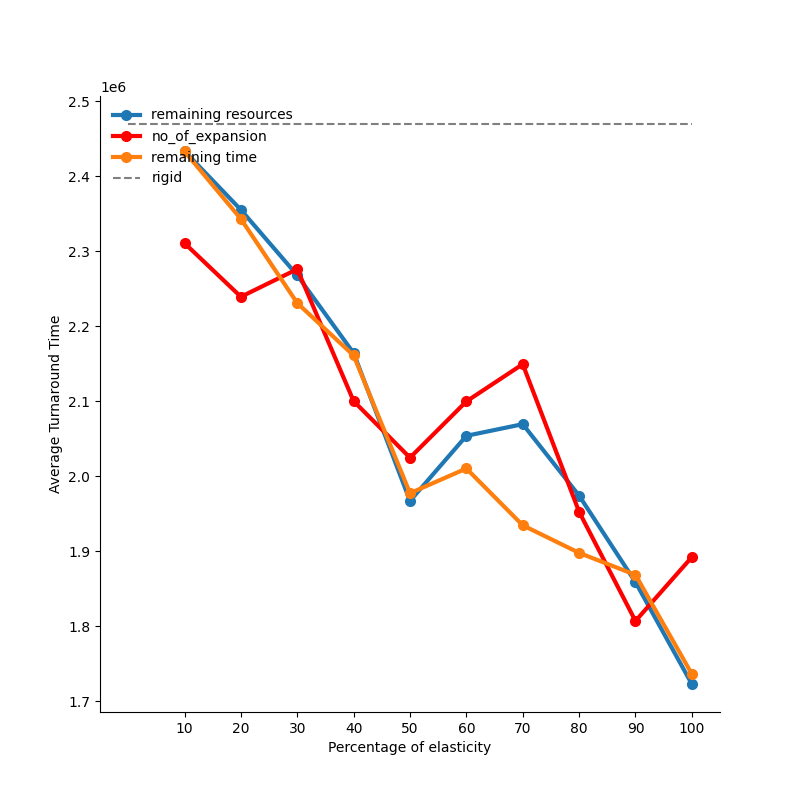 1e6
2.5
2.4
2.3
2.2
2.1
2.0
1.9
1.8
1.7
Average Turnaround Time
remaining resources
no_of_expansion
remaining time
rigid
10 20 30 40 50 60 70 80 90 100
Percentage of elasticity